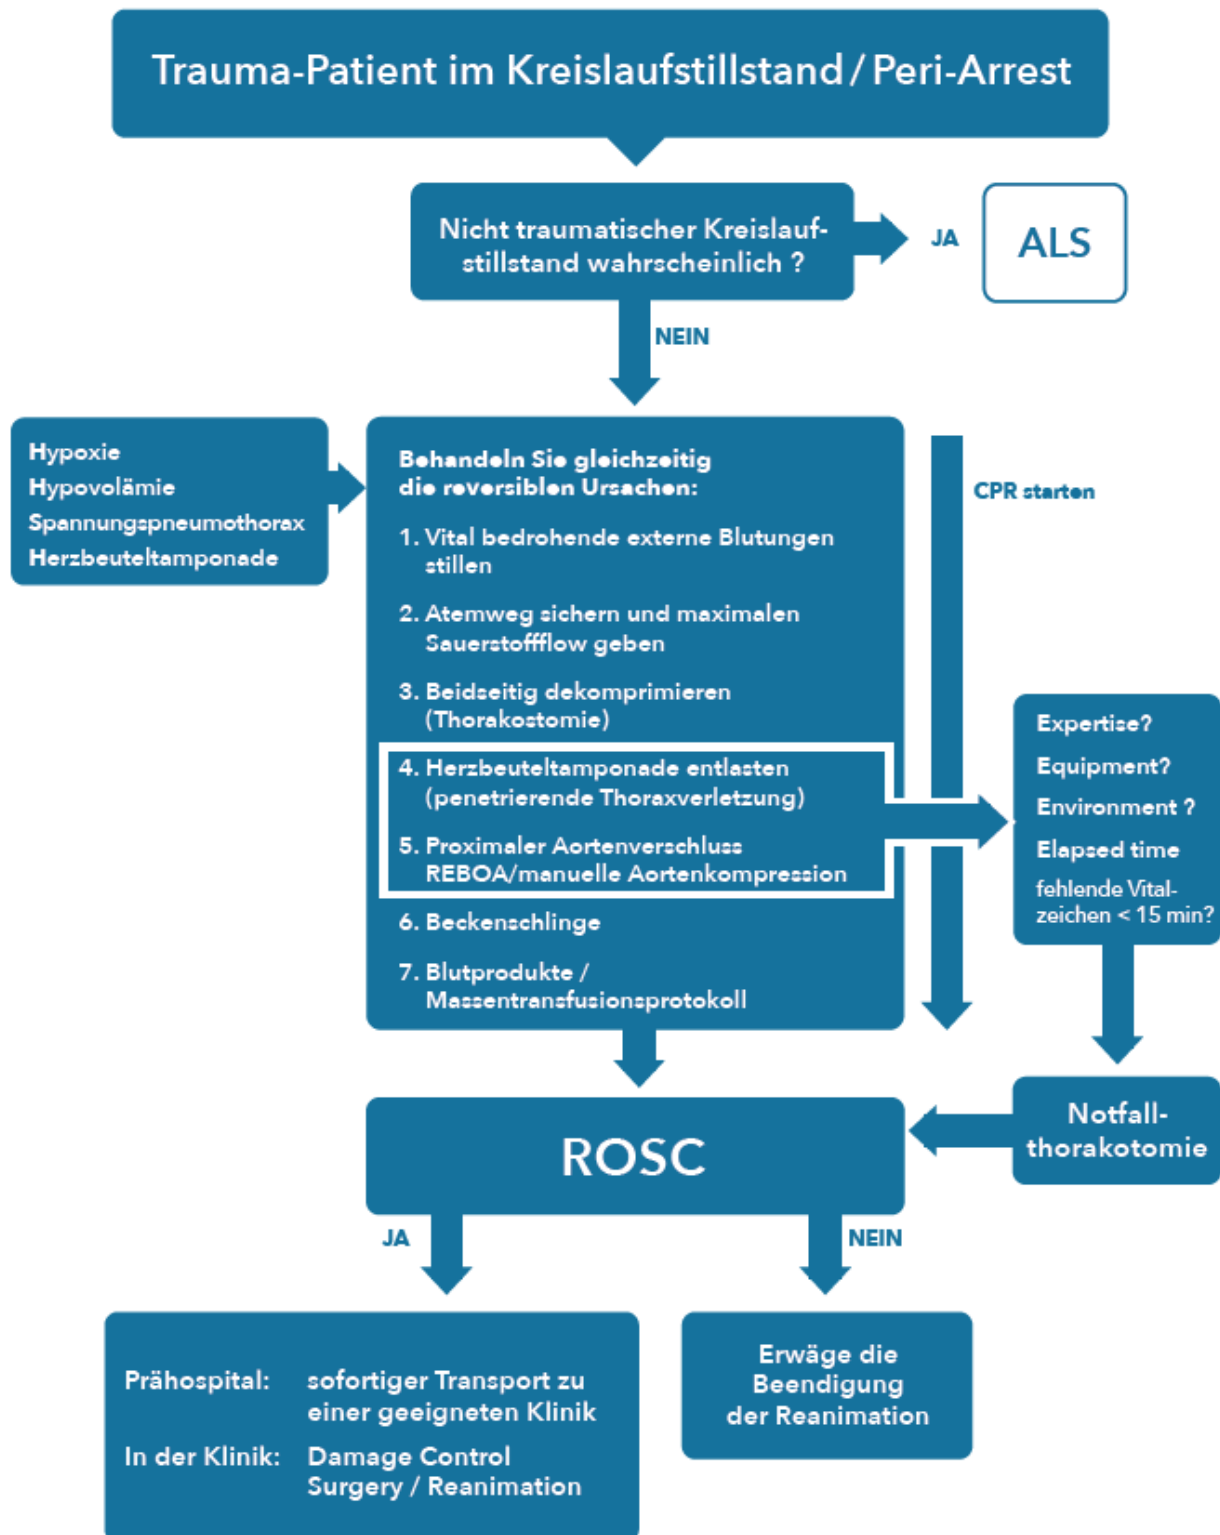 Trauma-Patient im Kreislaufstillstand / Peri-Arrest
Nicht traumatischer Kreislauf-
stillstand wahrscheinlich ?
JA
ALS
NEIN
Hypoxie
Hypovolämie
Spannungspneumothorax
Herzbeuteltamponade
Behandeln Sie gleichzeitig
die reversiblen Ursachen:
1. Vital bedrohende externe Blutungen
stillen
2. Atemweg sichern und maximalen
Sauerstoffflow geben
3. Beidseitig dekomprimieren
(Thorakostomie)
4. Herzbeuteltamponade entlasten
(penetrierende Thoraxverletzung)
5. Proximaler Aortenverschluss
REBOA/manuelle Aortenkompression
6. Beckenschlinge
7. Blutprodukte /
Massentransfusionsprotokoll
CPR starten
Expertise?
Equipment?
Environment ?
Elapsed time
fehlende Vital-
zeichen < 15 min?
Notfall-
thorakotomie
ROSC
JA
NEIN
Prähospital: sofortiger Transport zu
einer geeigneten Klinik
In der Klinik: Damage Control
Surgery / Reanimation
Erwäge die
Beendigung
der Reanimation